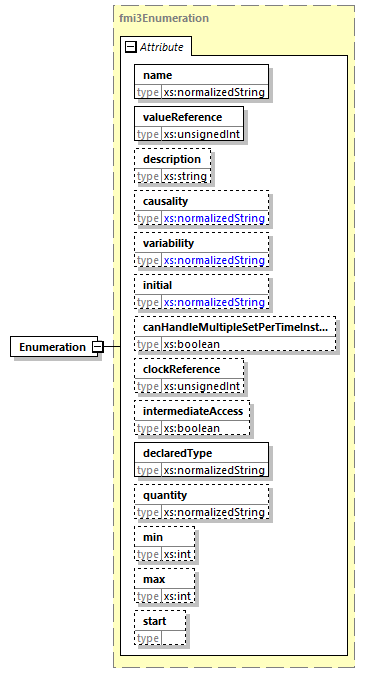 fmi3Enumeration
Attribute
name
type xs:normalizedString
valueReference
type xs:unsignedInt
description
type xs:string
causality
type xs:normalizedString
variability
type xs:normalizedString
initial
type xs:normalizedString
canHandleMultipleSetPerTimeInst...
type xs:boolean
Enumeration
clockReference
type xs:unsignedInt
intermediateAccess
type xs:boolean
declaredType
type xs:normalizedString
quantity
type xs:normalizedString
min
type xs:int
max
type xs:int
start
type